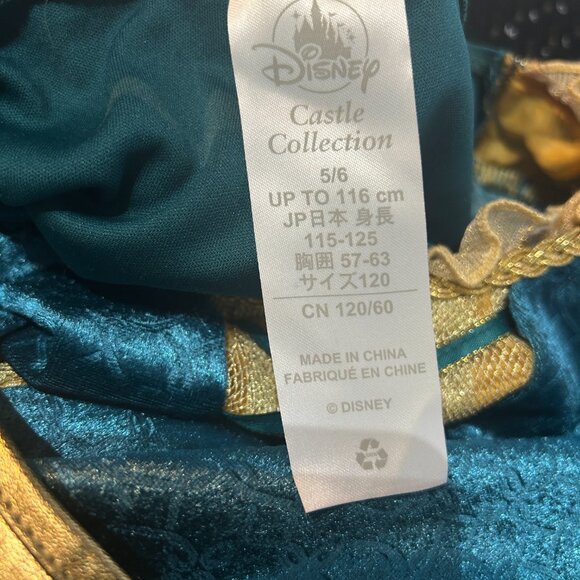 Disney
Castle
Collection
5/6
UP TO 116 cm
JP日本 身長
115-125
胸囲 57-63
サイズ120
CN 120/60
MADE IN CHINA
FABRIQUÉ EN CHINE
© DISNEY